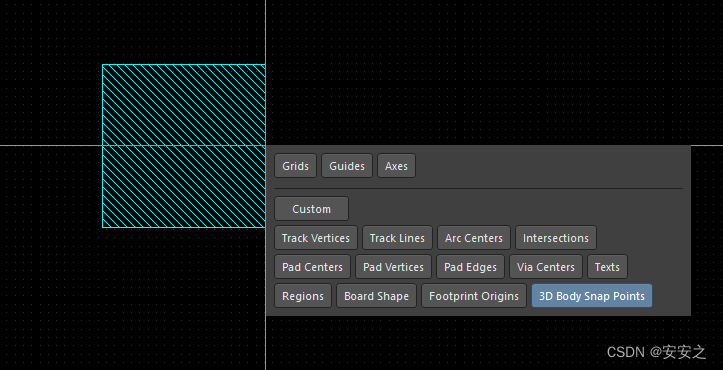 Grids Guides Axes
Custom
Track Vertices Track Lines Arc Centers Intersections
Pad Centers Pad Vertices Pad Edges Via Centers Texts
Regions Board Shape Footprint Origins 3D Body Snap Points
CSDN @安安之